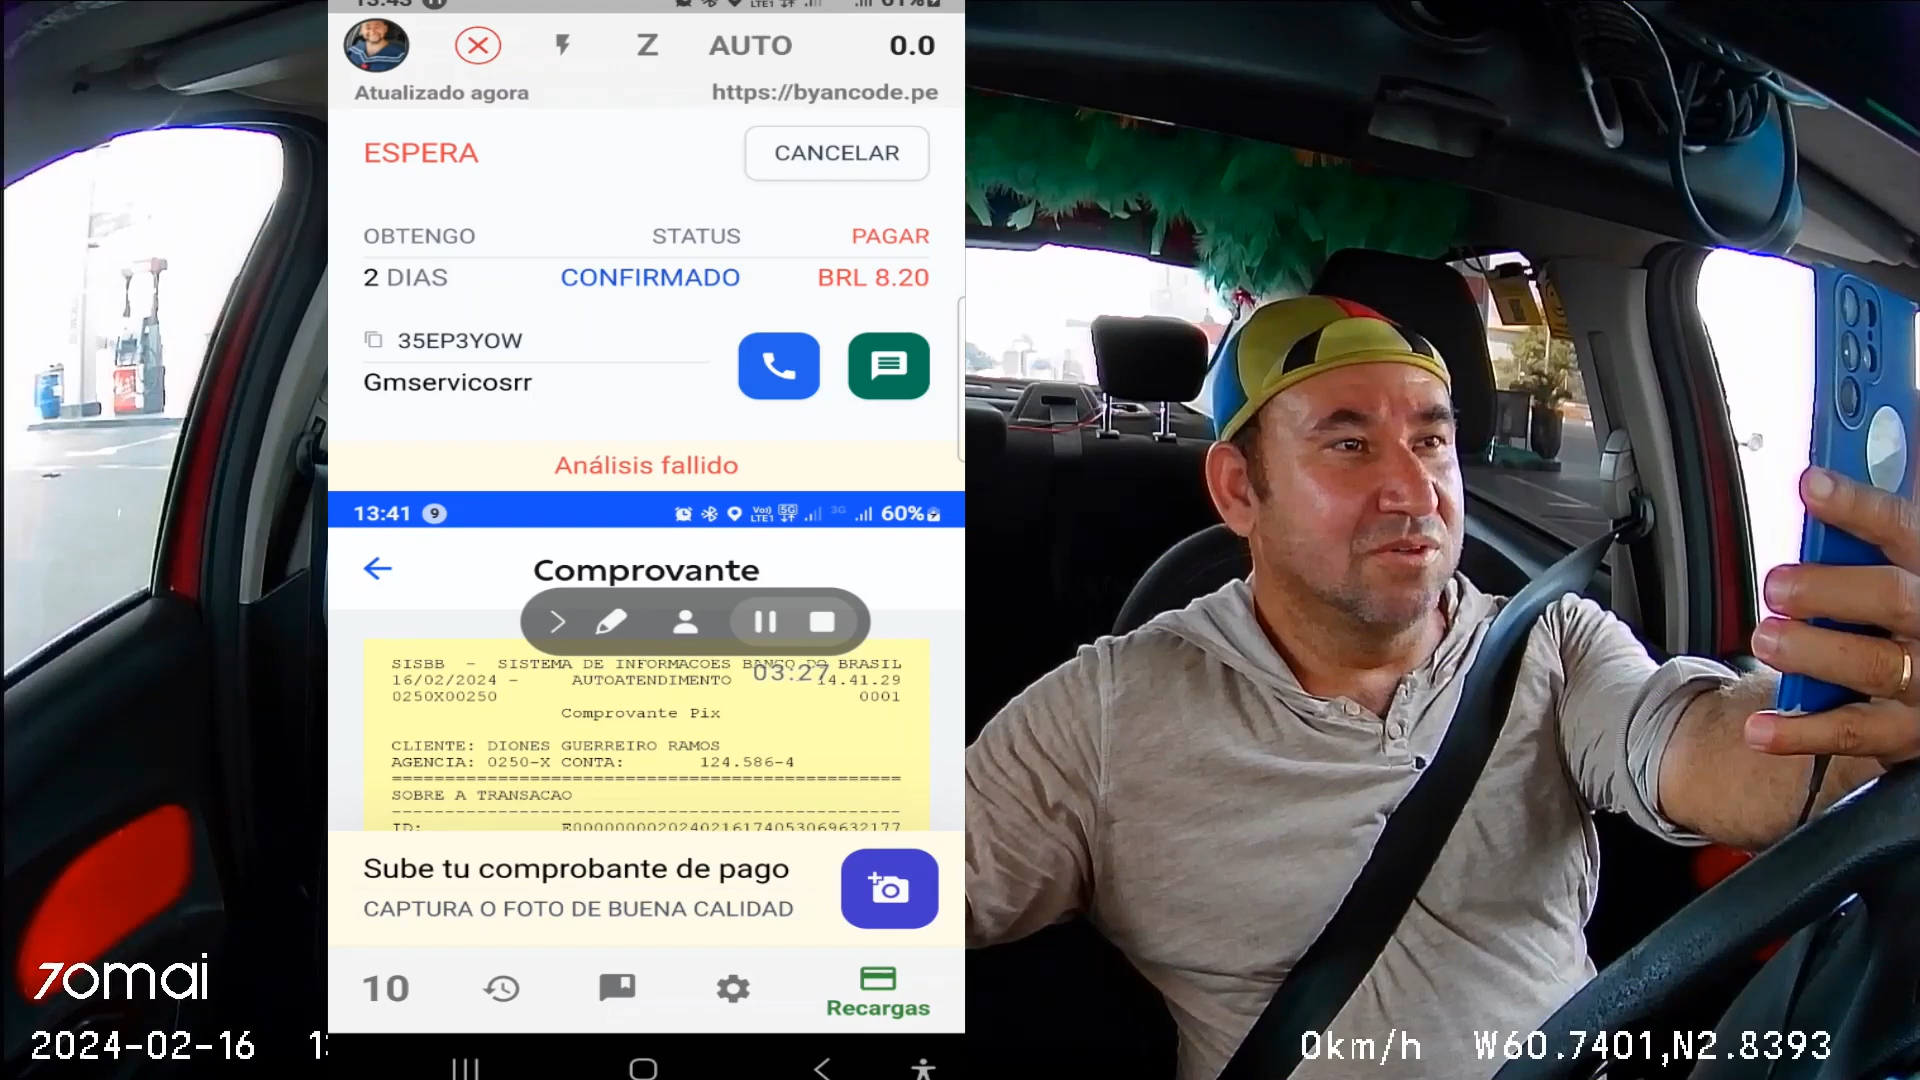 13:43
61%
AUTO
0.0
Atualizado agora
https://byancode.pe
ESPERA
CANCELAR
OBTENGO STATUS PAGAR
2 DIAS CONFIRMADO BRL 8.20
35EP3YOW
Gmservicosrr
Análisis fallido
13:41 9 60%
Comprovante
03:27
SISBB - SISTEMA DE INFORMACOES BANCO DO BRASIL
16/02/2024 - AUTOATENDIMENTO 14.41.29
0250X00250 0001
Comprovante Pix
CLIENTE: DIONES GUERREIRO RAMOS
AGENCIA: 0250-X CONTA: 124.586-4
SOBRE A TRANSACAO
Sube tu comprobante de pago
CAPTURA O FOTO DE BUENA CALIDAD
10
Recargas
70mai
2024-02-16
0km/h W60.7401,N2.8393